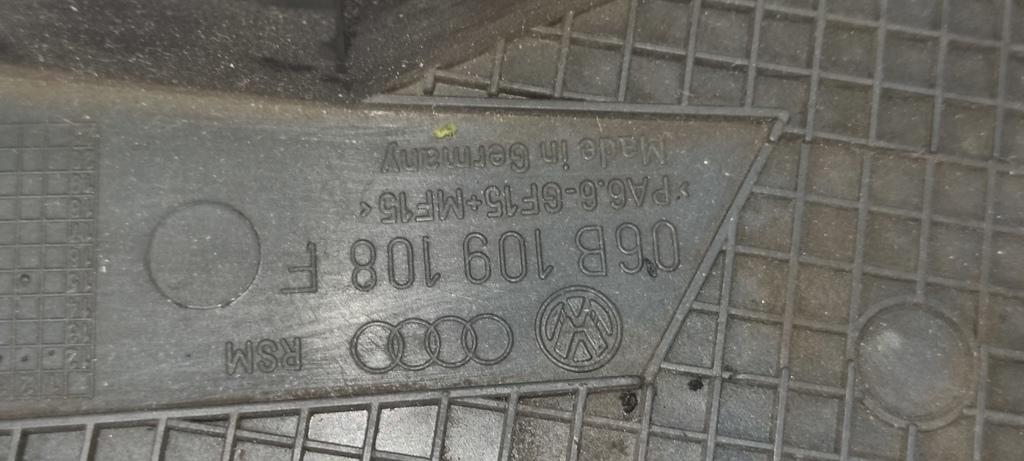 RSM
06B 109 108 F
>PA6.6-GF15+MF15<
Made in Germany